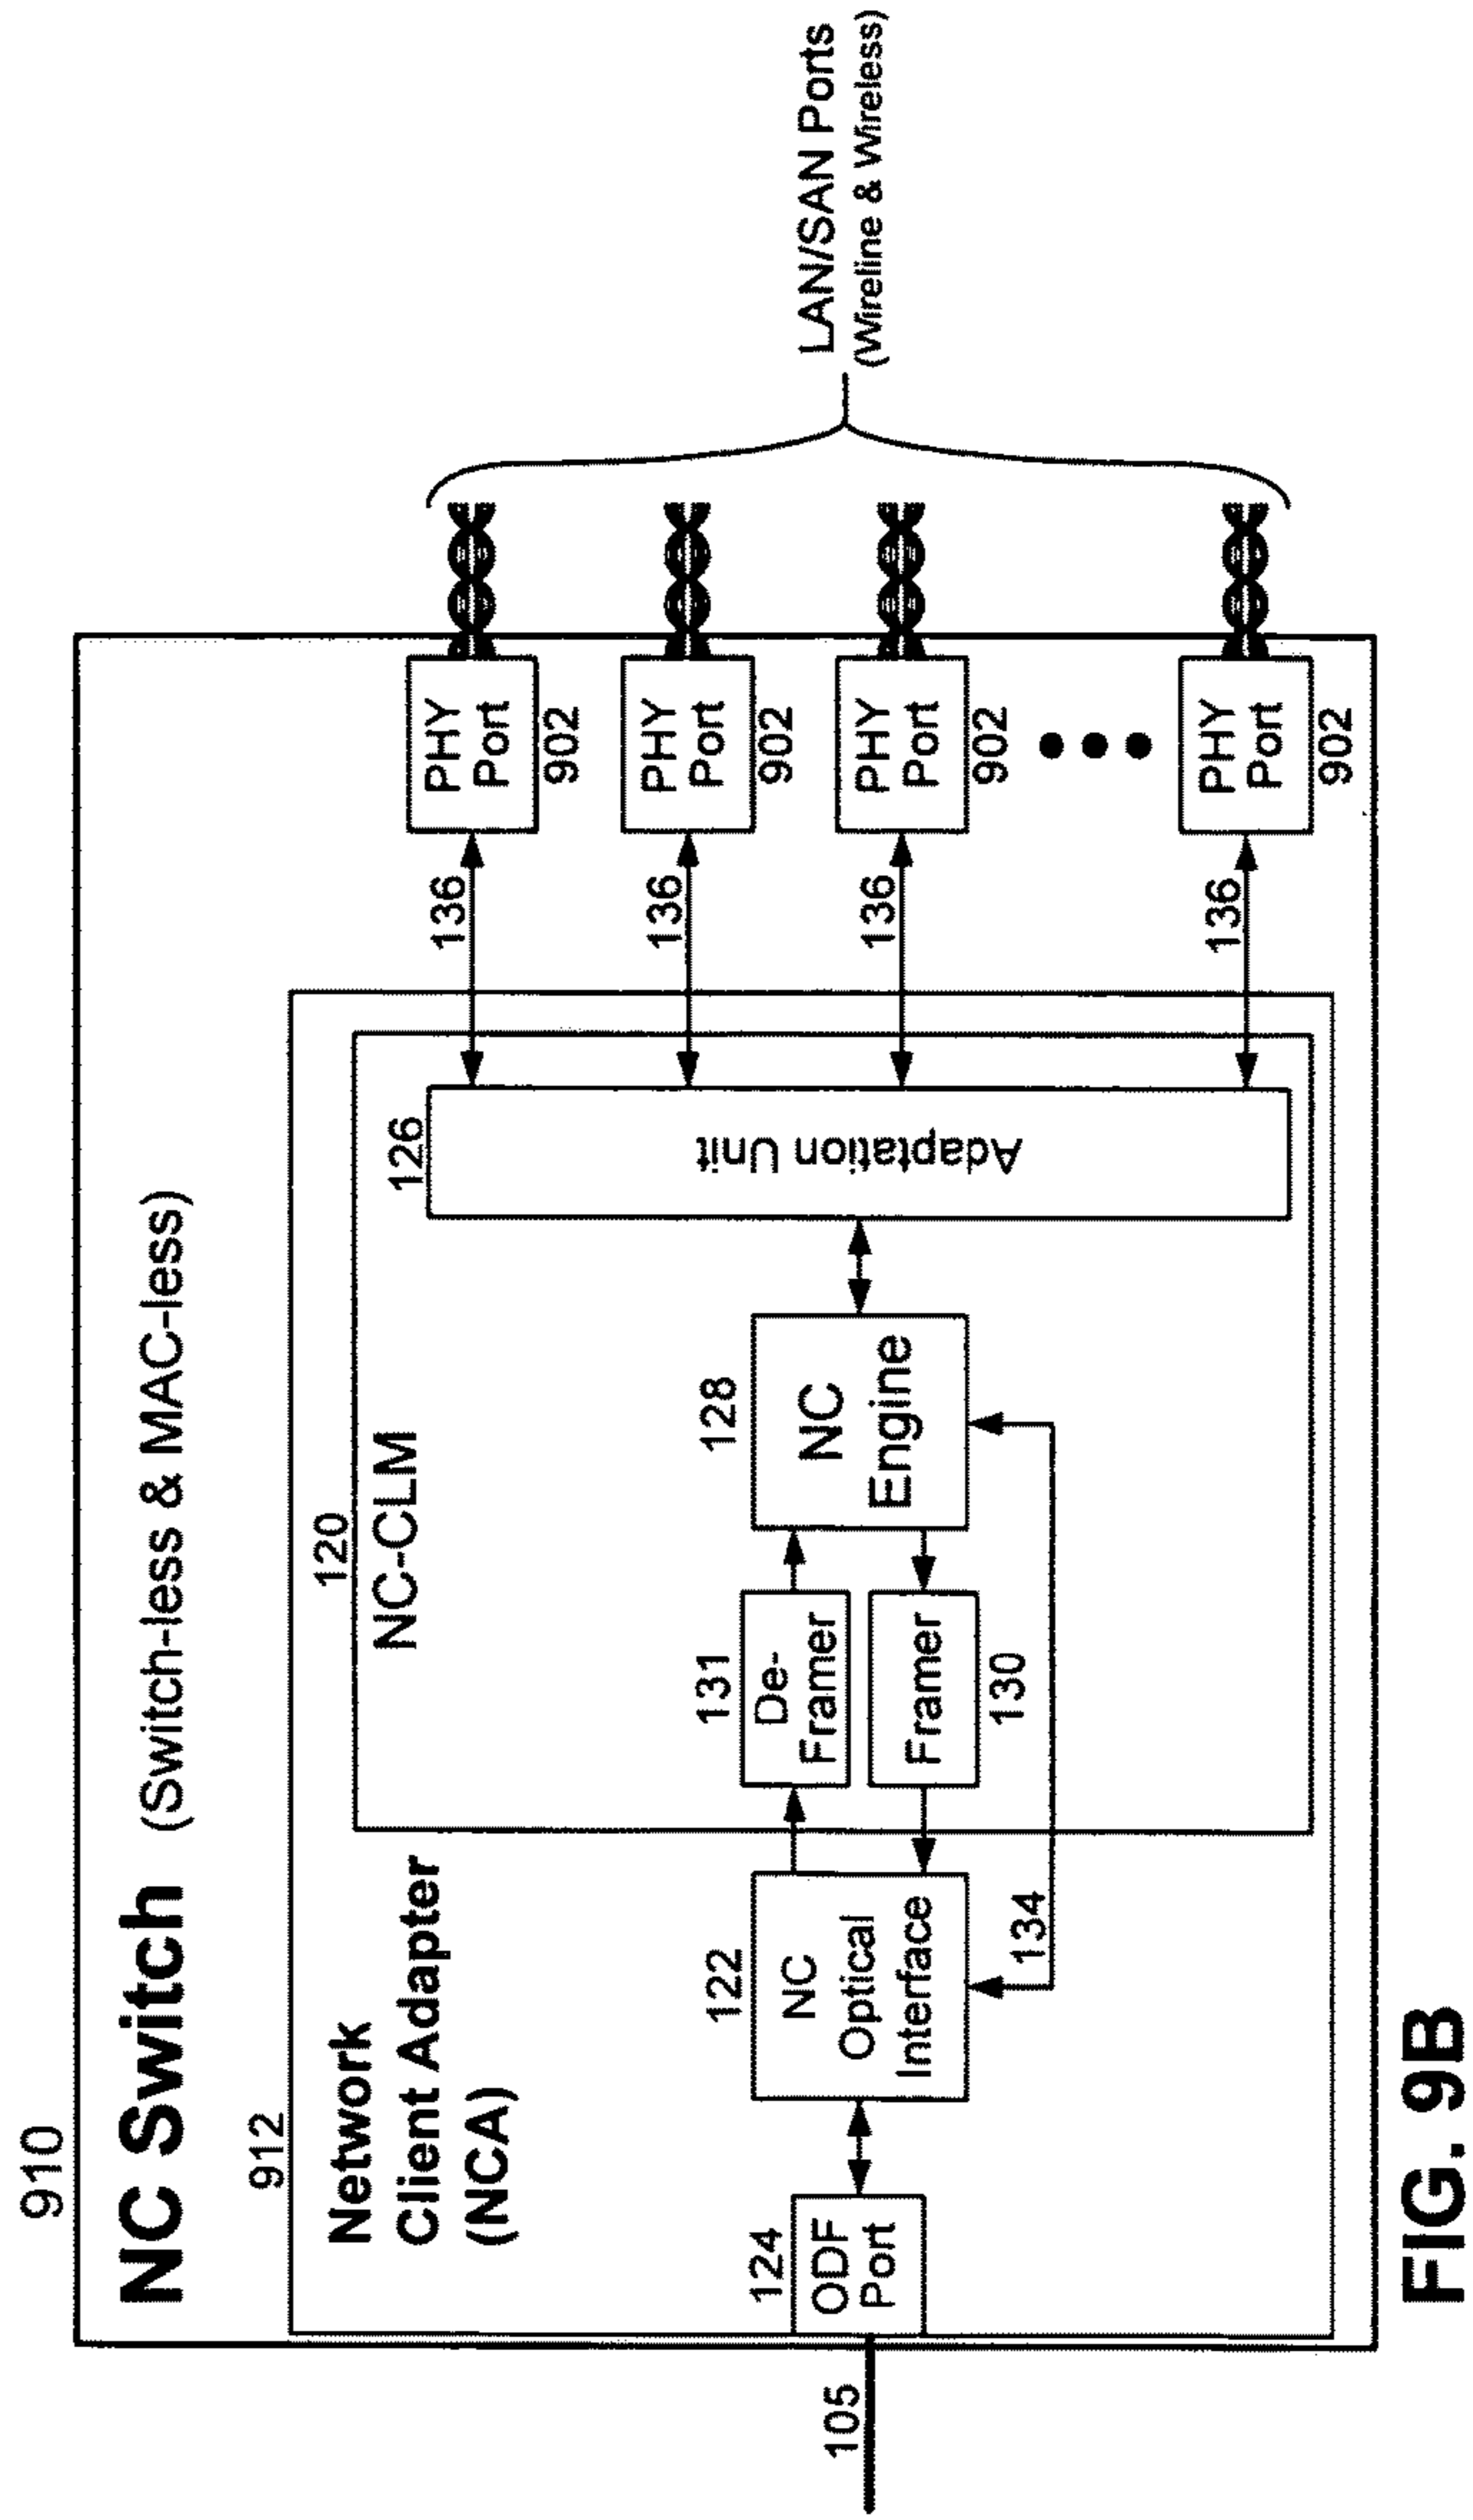 910
NC Switch (Switch-less & MAC-less)
912
Network
Client Adapter
(NCA)
120
NC-CLM
105
124
ODF
Port
122
NC
Optical
Interface
134
131
De-
Framer
Framer
130
128
NC
Engine
126
Adaptation Unit
136
136
136
136
PHY
Port
902
PHY
Port
902
PHY
Port
902
PHY
Port
902
LAN/SAN Ports
(Wireline & Wireless)
FIG. 9B